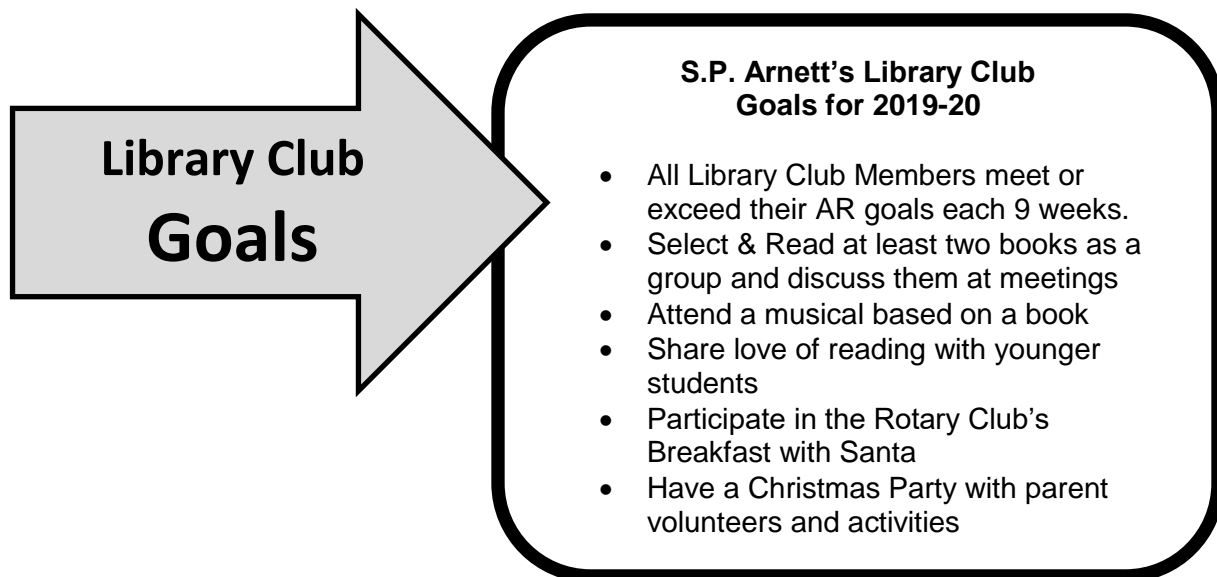 Library Club
Goals
S.P. Arnett’s Library Club
Goals for 2019-20
• All Library Club Members meet or
exceed their AR goals each 9 weeks.
• Select & Read at least two books as a
group and discuss them at meetings
• Attend a musical based on a book
• Share love of reading with younger
students
• Participate in the Rotary Club’s
Breakfast with Santa
• Have a Christmas Party with parent
volunteers and activities